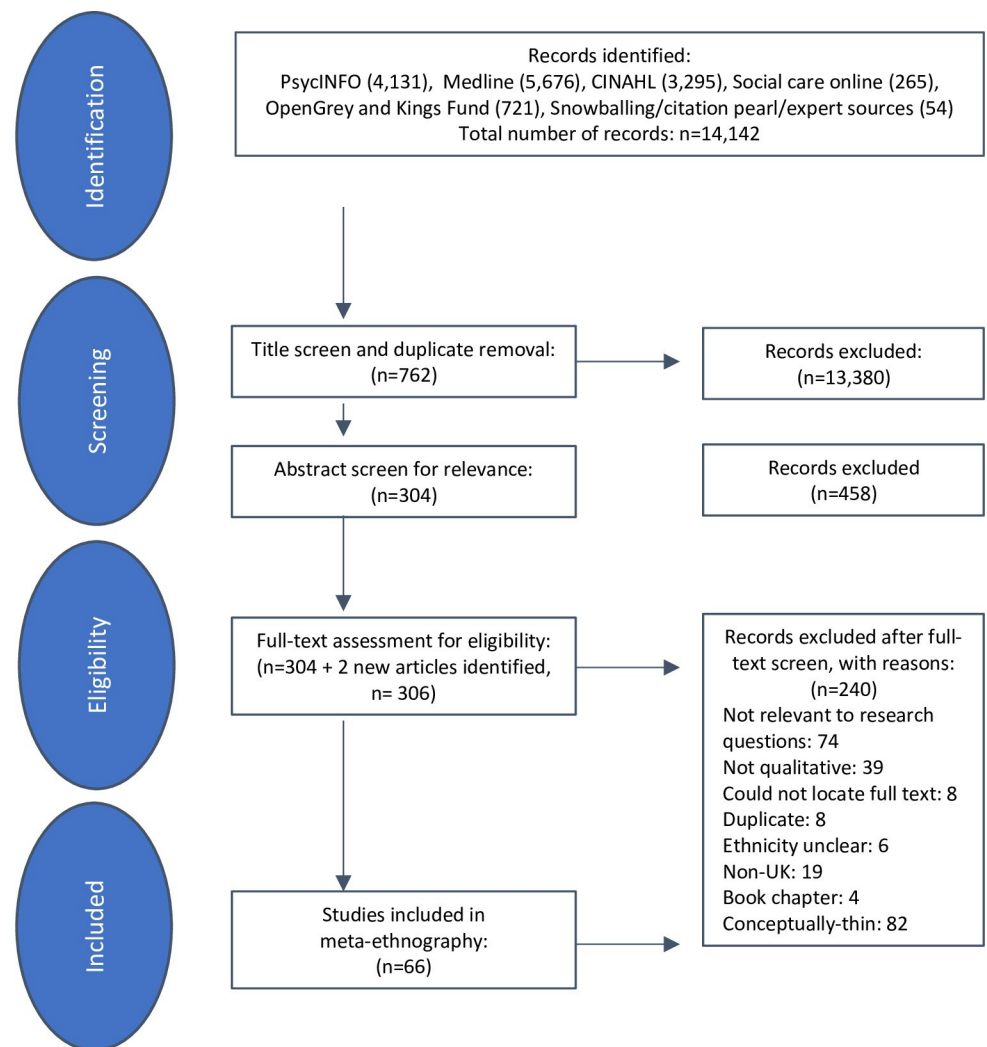 Identification
Records identified:
PsycINFO (4,131), Medline (5,676), CINAHL (3,295), Social care online (265),
OpenGrey and Kings Fund (721), Snowballing/citation pearl/expert sources (54)
Total number of records: n=14,142
Screening
Title screen and duplicate removal:
(n=762)
Records excluded:
(n=13,380)
Abstract screen for relevance:
(n=304)
Records excluded
(n=458)
Eligibility
Full-text assessment for eligibility:
(n=304 + 2 new articles identified,
n= 306)
Records excluded after full-
text screen, with reasons:
(n=240)
Not relevant to research
questions: 74
Not qualitative: 39
Could not locate full text: 8
Duplicate: 8
Ethnicity unclear: 6
Non-UK: 19
Book chapter: 4
Conceptually-thin: 82
Included
Studies included in
meta-ethnography:
(n=66)